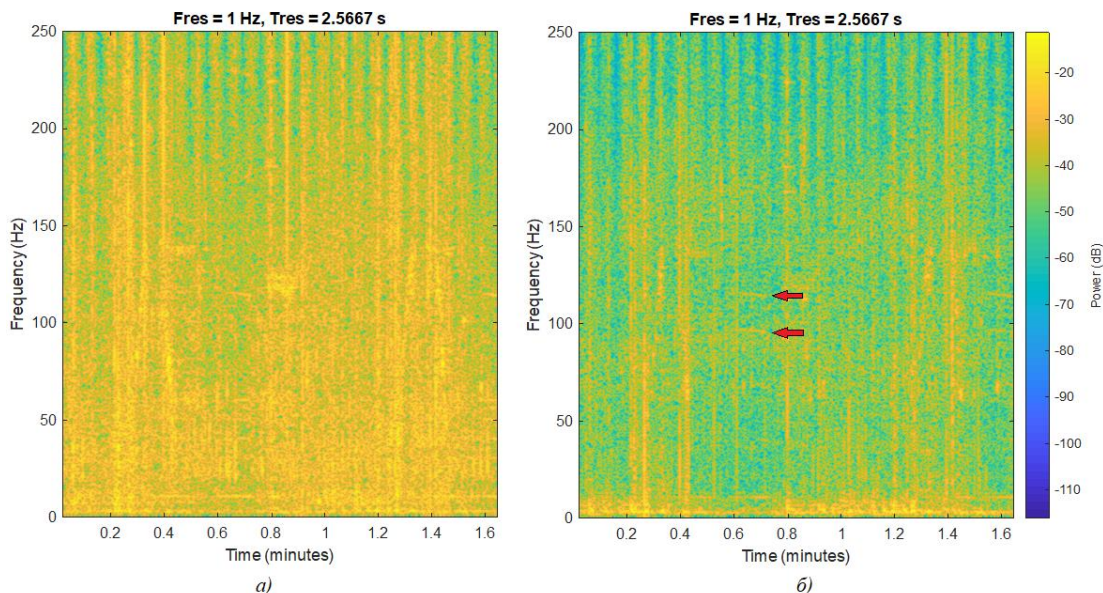 Fres = 1 Hz, Tres = 2.5667 s
250
200
150
100
50
0
Frequency (Hz)
0.2 0.4 0.6 0.8 1 1.2 1.4 1.6
Time (minutes)
а)
Fres = 1 Hz, Tres = 2.5667 s
250
200
150
100
50
0
Frequency (Hz)
0.2 0.4 0.6 0.8 1 1.2 1.4 1.6
Time (minutes)
б)
-20
-30
-40
-50
-60
-70
-80
-90
-100
-110
Power (dB)